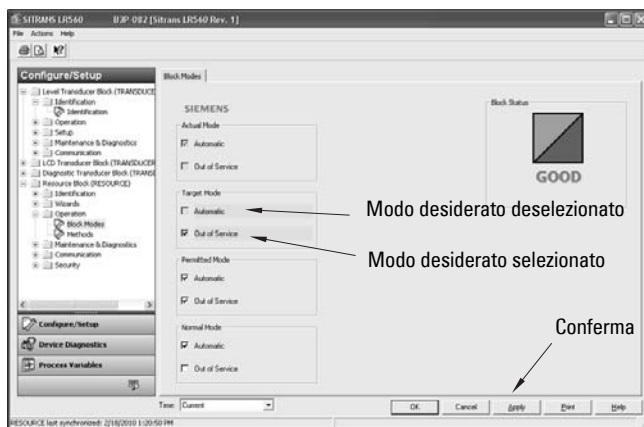 SITRANS LR560 BJP-082 [Sitrans LR560 Rev. 1]
File Actions Help
Configure/Setup
Level Transducer Block (TRANSDUCE
Identification
Identification
Operation
Setup
Maintenance & Diagnostics
Communication
LCD Transducer Block (TRANSDUCER
Diagnostic Transducer Block (TRANSD
Resource Block (RESOURCE)
Identification
Wizards
Operation
Block Modes
Methods
Maintenance & Diagnostics
Communication
Security
Configure/Setup
Device Diagnostics
Process Variables
Block Modes
SIEMENS
Actual Mode
Automatic
Out of Service
Target Mode
Automatic
Out of Service
Permitted Mode
Automatic
Out of Service
Normal Mode
Automatic
Out of Service
Block Status
GOOD
Modo desiderato deselezionato
Modo desiderato selezionato
Conferma
Time: Current
OK Cancel Apply Print Help
RESOURCE last synchronized: 2/18/2010 1:20:50 PM